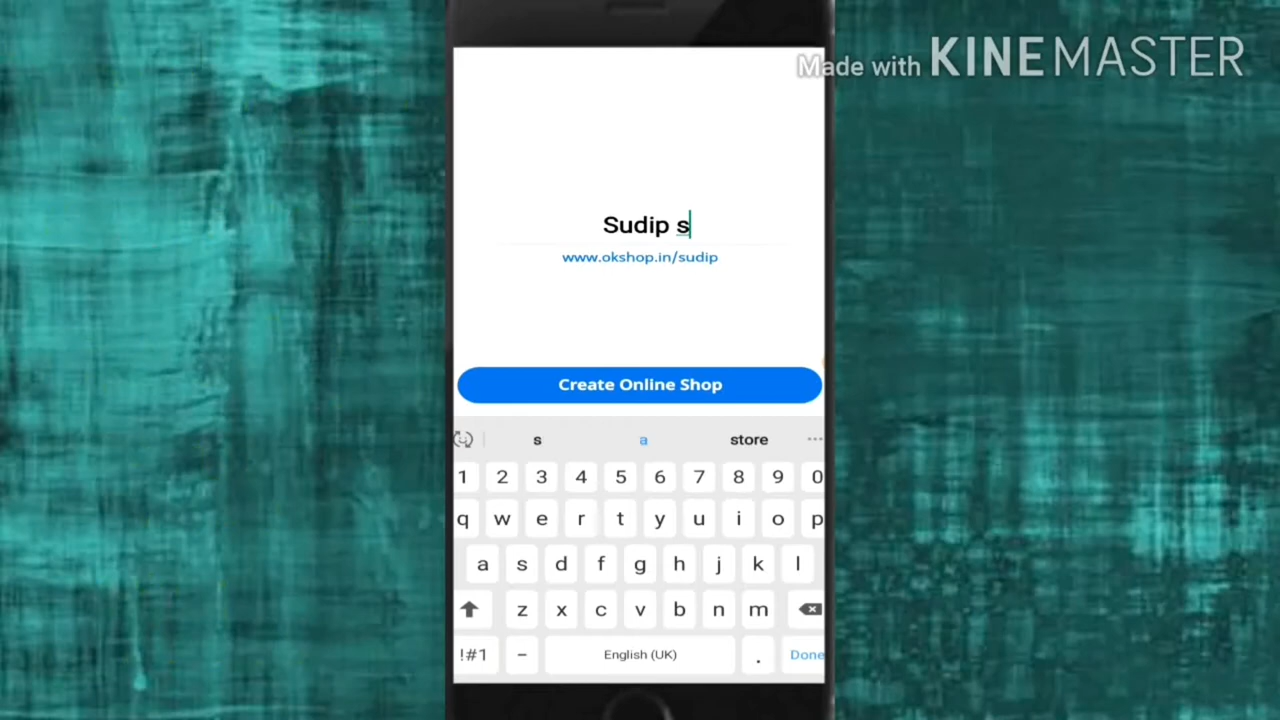 Made with KINEMASTER
Sudip s
www.okshop.in/sudip
Create Online Shop
s a store ...
1 2 3 4 5 6 7 8 9 0
q w e r t y u i o p
a s d f g h j k l
z x c v b n m
!#1 - English (UK) . Done